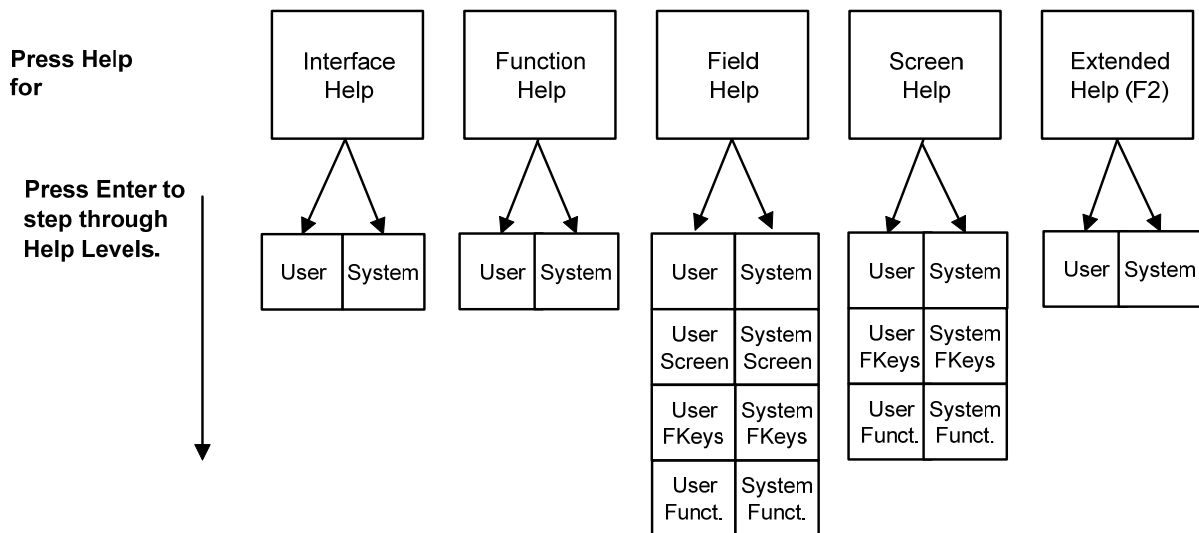 Press Help
for
Interface
Help
Function
Help
Field
Help
Screen
Help
Extended
Help (F2)
Press Enter to
step through
Help Levels.
User System
User System
User System
User System
User System
User
Screen
System
Screen
User
FKeys
System
FKeys
User
FKeys
System
FKeys
User
Funct.
System
Funct.
User
Funct.
System
Funct.